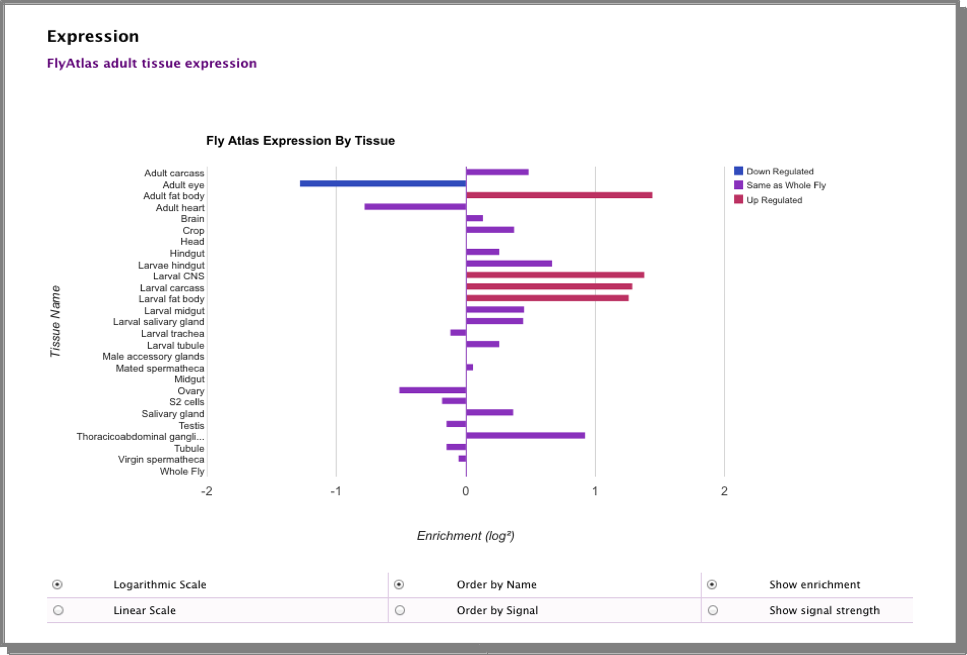 Expression
FlyAtlas adult tissue expression
Fly Atlas Expression By Tissue
Adult carcass
Adult eye
Adult fat body
Adult heart
Brain
Crop
Head
Hindgut
Larvae hindgut
Larval CNS
Larval carcass
Larval fat body
Larval midgut
Larval salivary gland
Larval trachea
Larval tubule
Male accessory glands
Mated spermatheca
Midgut
Ovary
S2 cells
Salivary gland
Testis
Thoracicoabdominal gangli...
Tubule
Virgin spermatheca
Whole Fly
Tissue Name
-2 -1 0 1 2
Enrichment (log²)
Down Regulated
Same as Whole Fly
Up Regulated
Logarithmic Scale Order by Name Show enrichment
Linear Scale Order by Signal Show signal strength